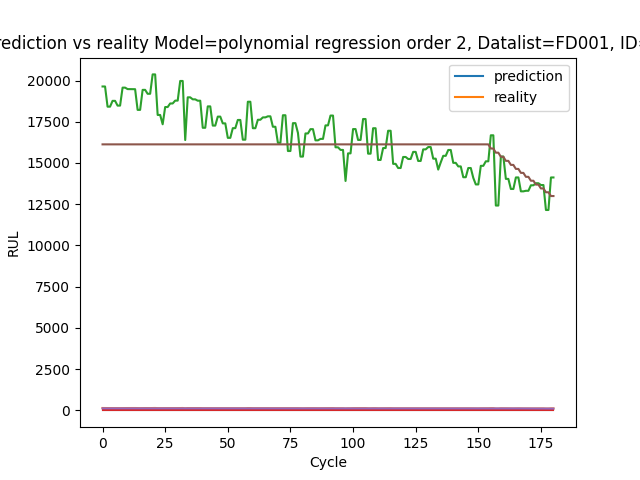 rediction vs reality Model=polynomial regression order 2, Datalist=FD001, ID=
prediction
reality
20000
17500
15000
12500
10000
7500
5000
2500
0
RUL
0 25 50 75 100 125 150 175
Cycle